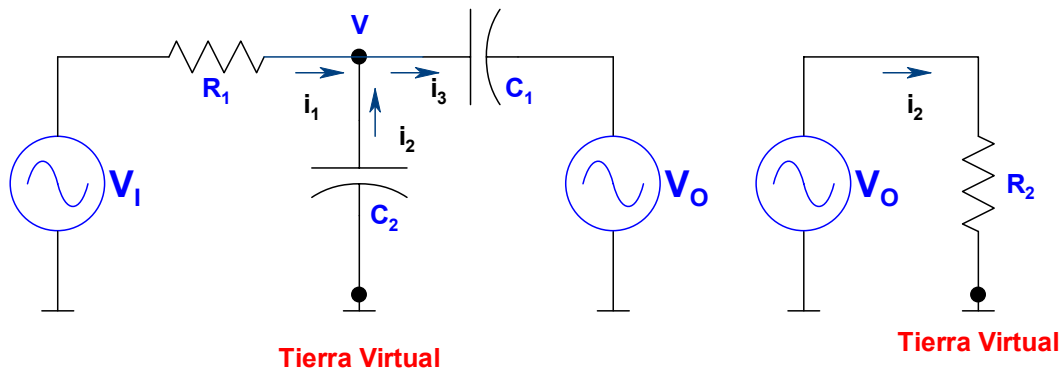 V
R1
i1
i3
C1
i2
i2
VI
C2
VO
VO
R2
Tierra Virtual
Tierra Virtual